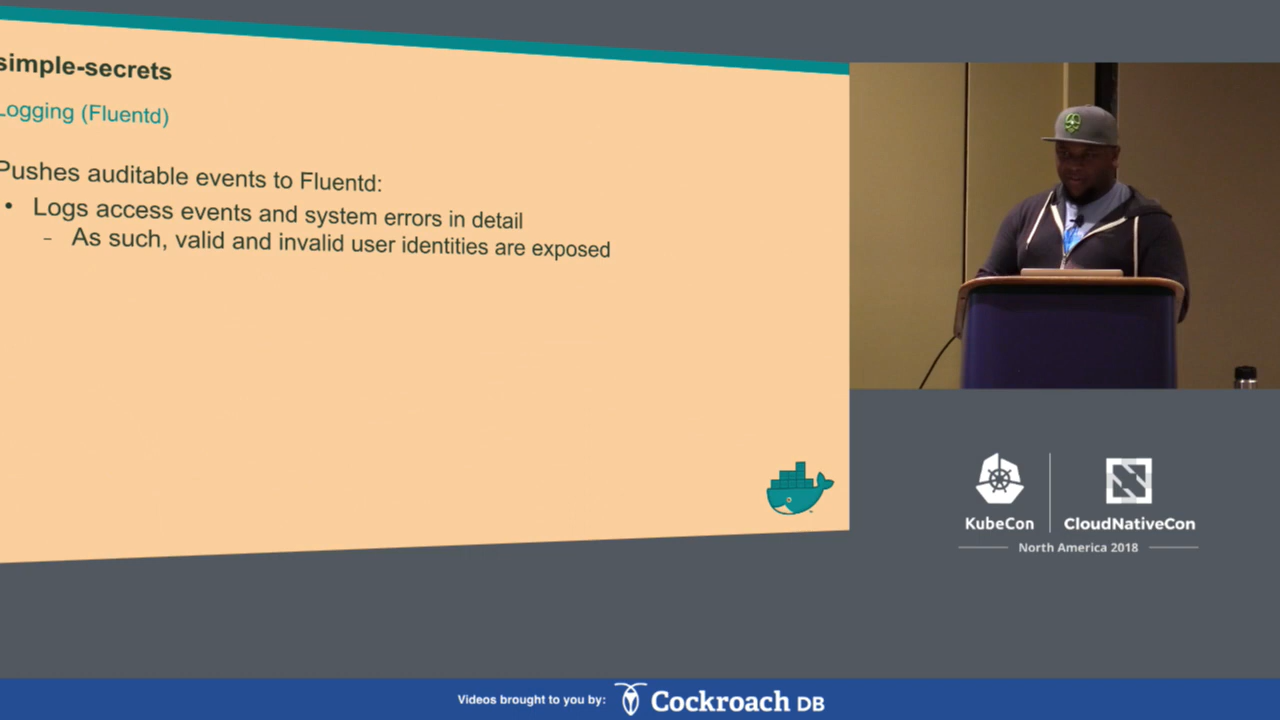 simple-secrets
Logging (Fluentd)
Pushes auditable events to Fluentd:
• Logs access events and system errors in detail
- As such, valid and invalid user identities are exposed
KubeCon
CloudNativeCon
North America 2018
Videos brought to you by:
Cockroach DB